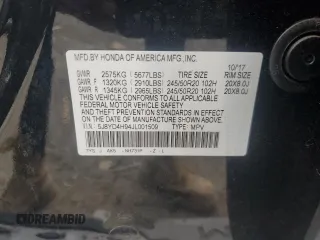 MFD. BY HONDA OF AMERICA MFG.,INC. 10/17
GVWR 2575KG 5677LBS TIRE SIZE RIM SIZE
GAWR F 1320KG 2910LBS 245/50R20 102H 20X8.0J
GAWR R 1345KG 2965LBS 245/50R20 102H 20X8.0J
THIS VEHICLE CONFORMS TO ALL APPLICABLE
FEDERAL MOTOR VEHICLE SAFETY, BUMPER,
AND THEFT PREVENTION STANDARDS IN EFFECT ON
THE DATE OF MANUFACTURE SHOWN ABOVE.
V.I.N.: 5J8YD4H94JL001509 TYPE: MPV
DREAMBID